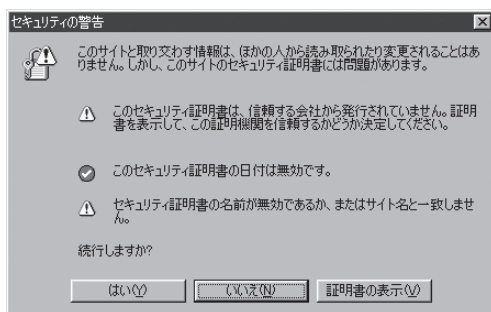 セキュリティの警告
このサイトと取り交わす情報は、ほかの人から読み取られたり変更されることはあ
りません。しかし、このサイトのセキュリティ証明書には問題があります。
このセキュリティ証明書は、信頼する会社から発行されていません。証明
書を表示して、この証明機関を信頼するかどうか決定してください。
このセキュリティ証明書の日付は無効です。
セキュリティ証明書の名前が無効であるか、またはサイト名と一致しませ
ん。
続行しますか?
はい(Y)
いいえ(N)
証明書の表示(V)